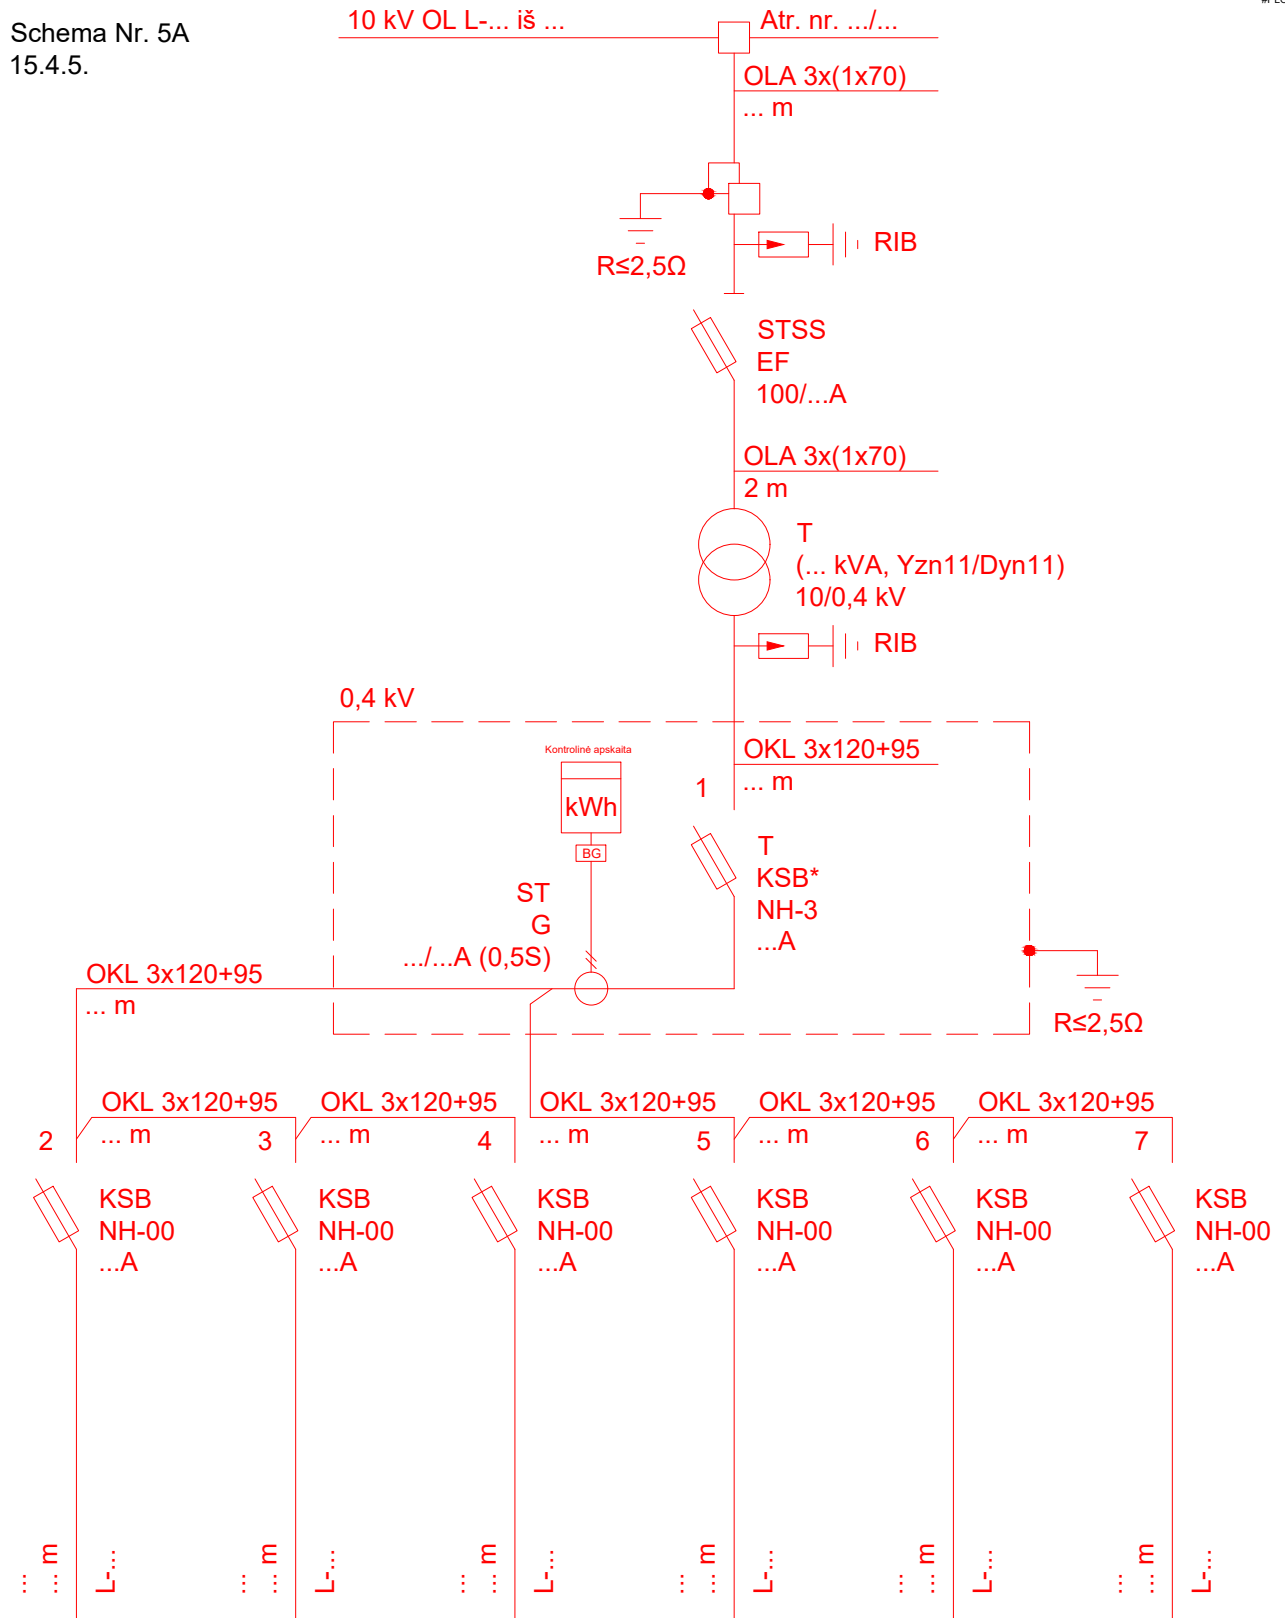 Schema Nr. 5A
15.4.5.
10 kV OL L-... iš ...
Atr. nr. .../...
OLA 3x(1x70)
... m
R≤2,5Ω
RIB
STSS
EF
100/...A
OLA 3x(1x70)
2 m
T
(... kVA, Yzn11/Dyn11)
10/0,4 kV
RIB
0,4 kV
Kontrolinė apskaita
kWh
BG
OKL 3x120+95
... m
1
T
KSB*
NH-3
...A
ST
G
.../...A (0,5S)
OKL 3x120+95
... m
R≤2,5Ω
OKL 3x120+95
... m
OKL 3x120+95
... m
OKL 3x120+95
... m
OKL 3x120+95
... m
OKL 3x120+95
... m
2
KSB
NH-00
...A
3
KSB
NH-00
...A
4
KSB
NH-00
...A
5
KSB
NH-00
...A
6
KSB
NH-00
...A
7
KSB
NH-00
...A
...
... m
L-...
...
... m
L-...
...
... m
L-...
...
... m
L-...
...
... m
L-...
...
... m
L-...